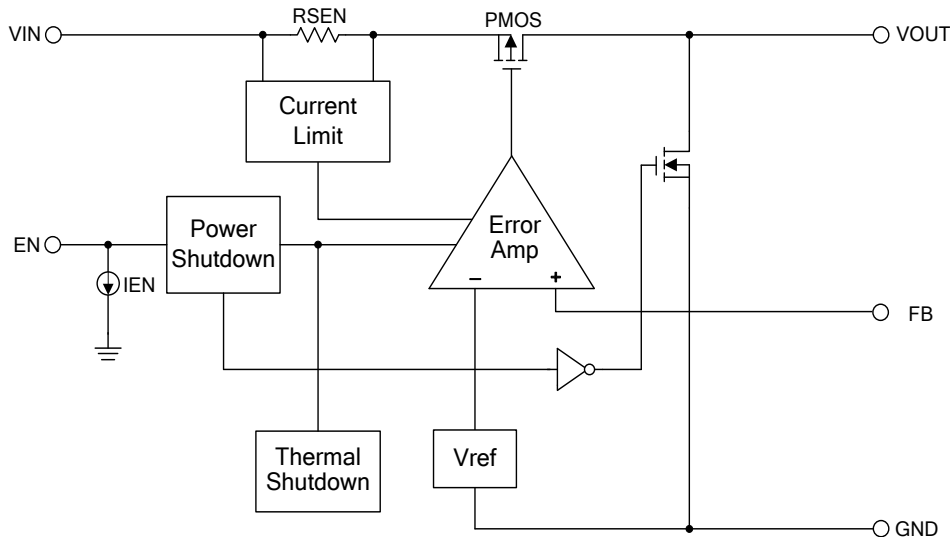 RSEN
PMOS
VIN
VOUT
Current
Limit
Power
Shutdown
Error
Amp
EN
IEN
− +
FB
Thermal
Shutdown
Vref
GND